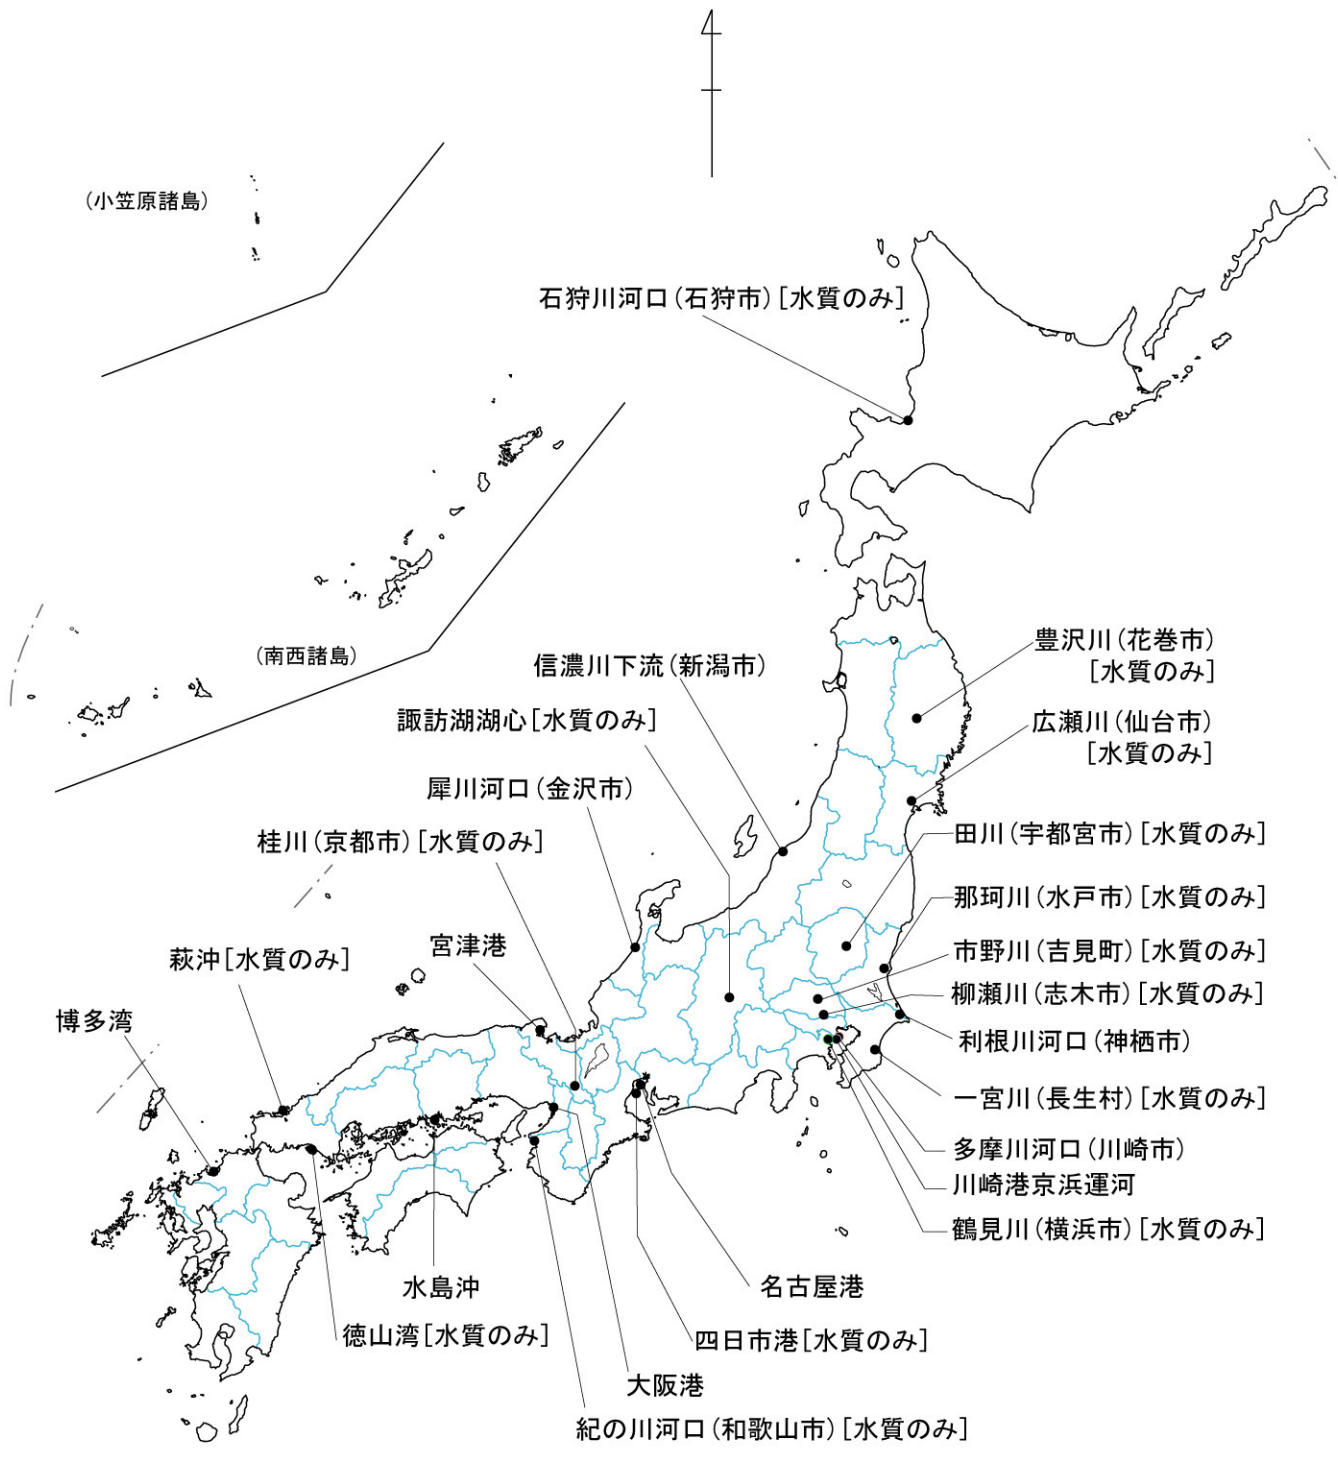 (小笠原諸島)
石狩川河口(石狩市)[水質のみ]
(南西諸島)
豊沢川(花巻市)
[水質のみ]
信濃川下流(新潟市)
諏訪湖湖心[水質のみ]
広瀬川(仙台市)
[水質のみ]
犀川河口(金沢市)
桂川(京都市)[水質のみ]
田川(宇都宮市)[水質のみ]
那珂川(水戸市)[水質のみ]
宮津港
萩沖[水質のみ]
市野川(吉見町)[水質のみ]
柳瀬川(志木市)[水質のみ]
博多湾
利根川河口(神栖市)
一宮川(長生村)[水質のみ]
多摩川河口(川崎市)
川崎港京浜運河
鶴見川(横浜市)[水質のみ]
水島沖
名古屋港
徳山湾[水質のみ]
四日市港[水質のみ]
大阪港
紀の川河口(和歌山市)[水質のみ]